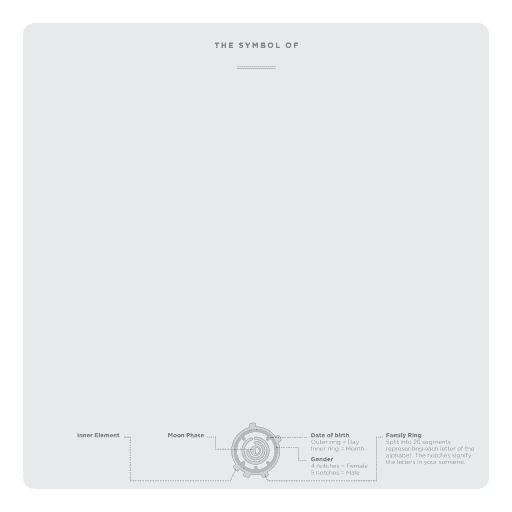 THE SYMBOL OF
Inner Element
Moon Phase
Date of birth
Outer ring = Day
Inner ring = Month
Gender
4 notches = Female
5 notches = Male
Family Ring
Split into 26 segments
representing each letter of the
alphabet. The notches signify
the letters in your surname.